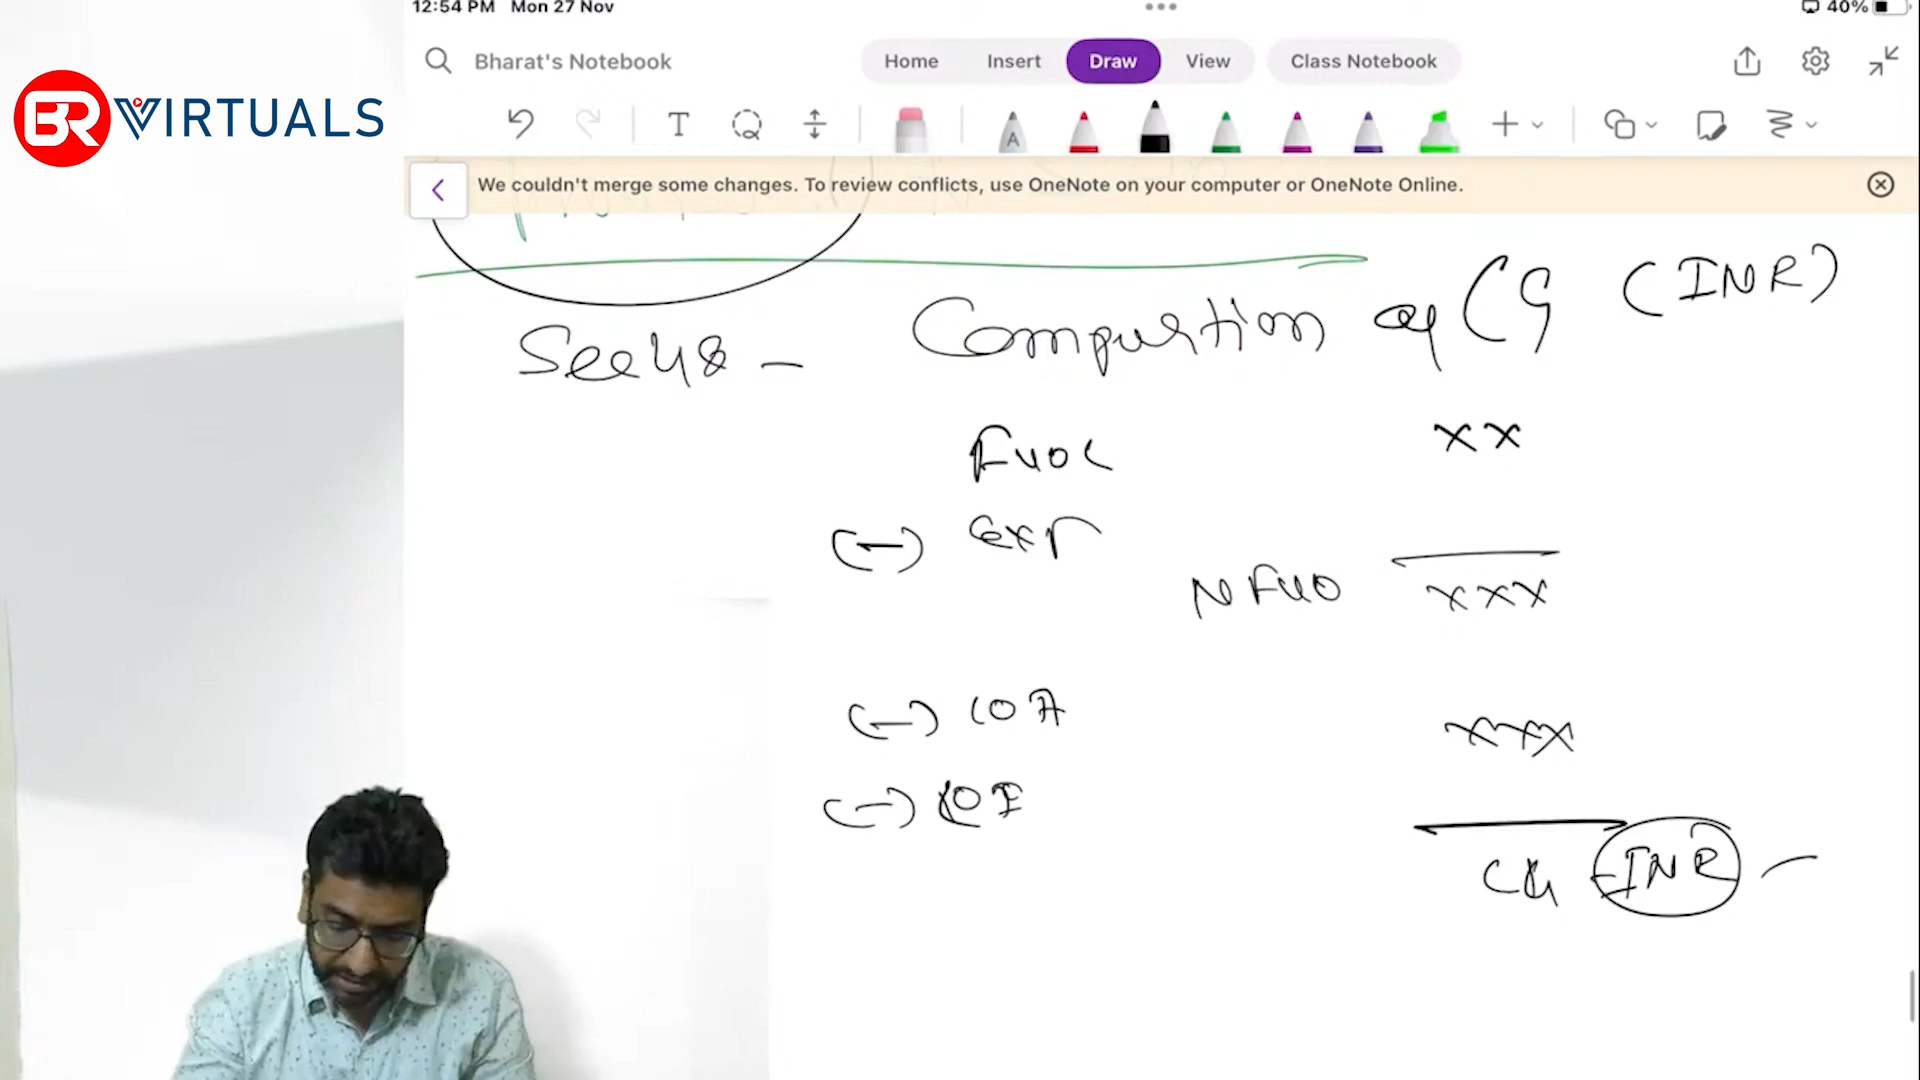 12:54 PM Mon 27 Nov
40%
BR VIRTUALS
Bharat's Notebook
Home Insert Draw View Class Notebook
T
A
We couldn't merge some changes. To review conflicts, use OneNote on your computer or OneNote Online.
Sec 48 - Compustion of CG (INR)
FVOC xx
(-) Exp
NFVO xxx
(-) COA xxx
(-) COI
CG INR -